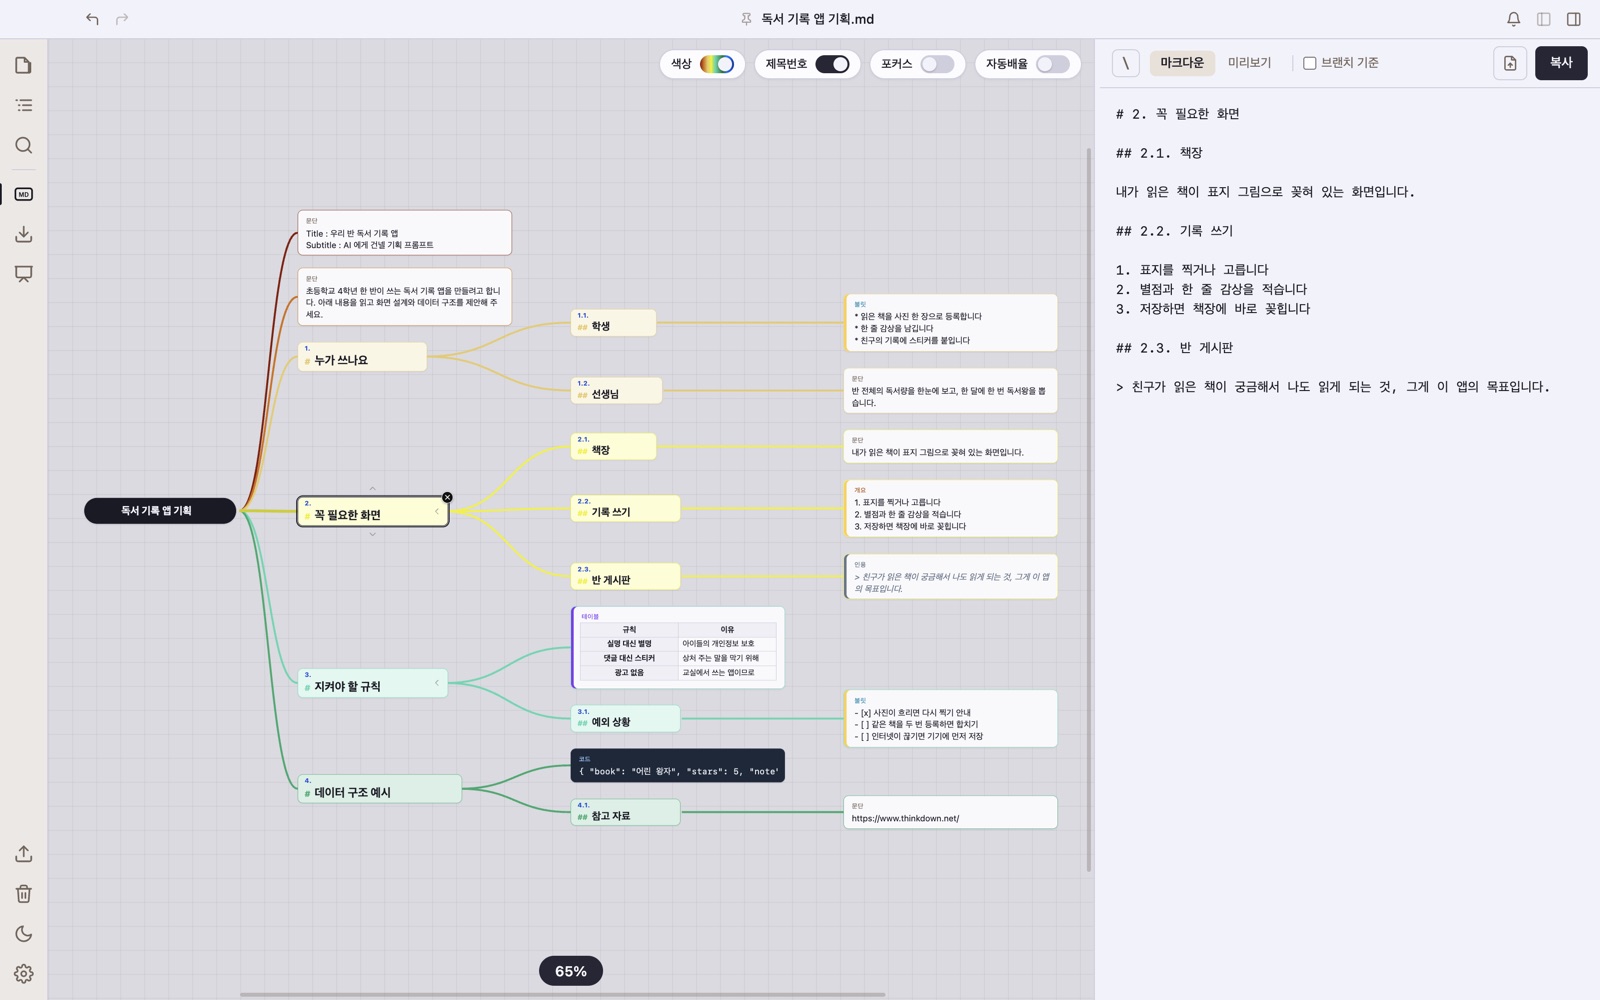 독서 기록 앱 기획.md
색상
제목번호
포커스
자동배율
\
마크다운
미리보기
브랜치 기준
복사
MD
독서 기록 앱 기획
문단
Title : 우리 반 독서 기록 앱
Subtitle : AI 에게 건넬 기획 프롬프트
문단
초등학교 4학년 한 반이 쓰는 독서 기록 앱을 만들려고 합니
다. 아래 내용을 읽고 화면 설계와 데이터 구조를 제안해 주
세요.
1.
# 누가 쓰나요
1.1.
## 학생
불릿
* 읽은 책을 사진 한 장으로 등록합니다
* 한 줄 감상을 남깁니다
* 친구의 기록에 스티커를 붙입니다
1.2.
## 선생님
문단
반 전체의 독서량을 한눈에 보고, 한 달에 한 번 독서왕을 뽑
습니다.
2.
# 꼭 필요한 화면
2.1.
## 책장
문단
내가 읽은 책이 표지 그림으로 꽂혀 있는 화면입니다.
2.2.
## 기록 쓰기
개요
1. 표지를 찍거나 고릅니다
2. 별점과 한 줄 감상을 적습니다
3. 저장하면 책장에 바로 꽂힙니다
2.3.
## 반 게시판
인용
> 친구가 읽은 책이 궁금해서 나도 읽게 되는 것, 그게 이 앱
의 목표입니다.
3.
# 지켜야 할 규칙
테이블
규칙 이유
실명 대신 별명 아이들의 개인정보 보호
댓글 대신 스티커 상처 주는 말을 막기 위해
광고 없음 교실에서 쓰는 앱이므로
3.1.
## 예외 상황
불릿
- [x] 사진이 흐리면 다시 찍기 안내
- [ ] 같은 책을 두 번 등록하면 합치기
- [ ] 인터넷이 끊기면 기기에 먼저 저장
4.
# 데이터 구조 예시
코드
{ "book": "어린 왕자", "stars": 5, "note"
4.1.
## 참고 자료
문단
https://www.thinkdown.net/
65%
# 2. 꼭 필요한 화면
## 2.1. 책장
내가 읽은 책이 표지 그림으로 꽂혀 있는 화면입니다.
## 2.2. 기록 쓰기
1. 표지를 찍거나 고릅니다
2. 별점과 한 줄 감상을 적습니다
3. 저장하면 책장에 바로 꽂힙니다
## 2.3. 반 게시판
> 친구가 읽은 책이 궁금해서 나도 읽게 되는 것, 그게 이 앱의 목표입니다.